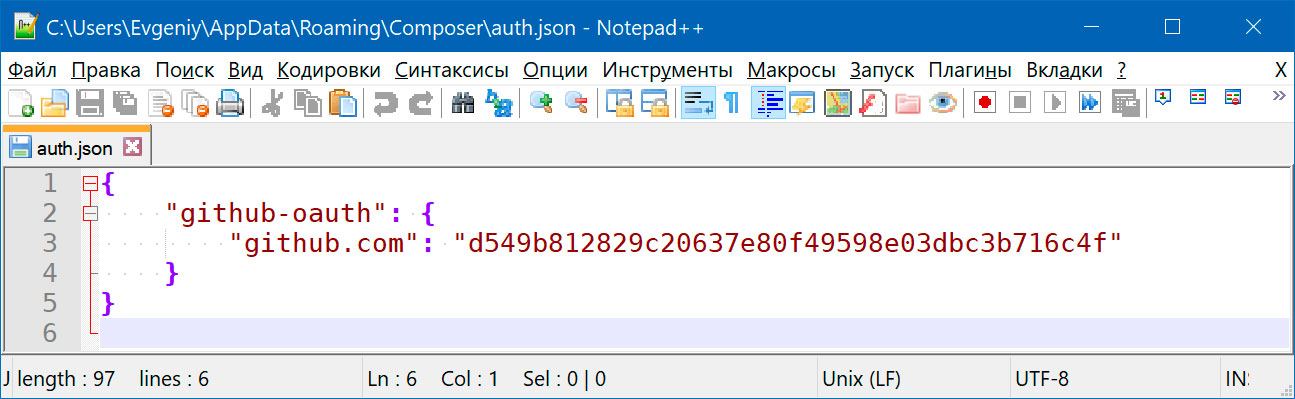 C:\Users\Evgeniy\AppData\Roaming\Composer\auth.json - Notepad++
Файл Правка Поиск Вид Кодировки Синтаксисы Опции Инструменты Макросы Запуск Плагины Вкладки ? X
auth.json
1 {
2 "github-oauth": {
3 "github.com": "d549b812829c20637e80f49598e03dbc3b716c4f"
4 }
5 }
6
J length : 97 lines : 6 Ln : 6 Col : 1 Sel : 0 | 0 Unix (LF) UTF-8 IN